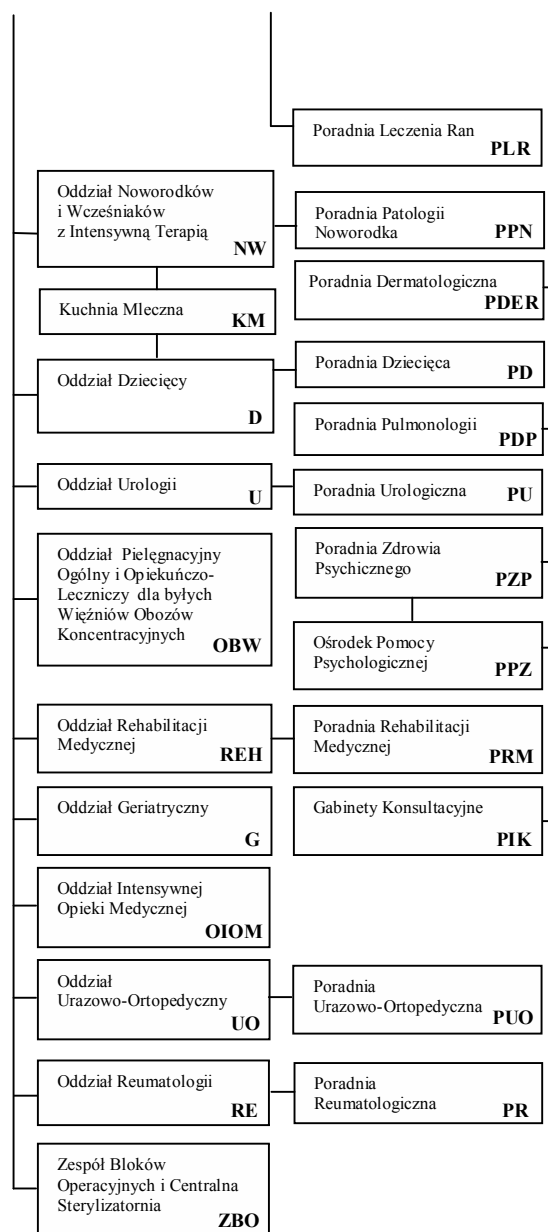 Poradnia Leczenia Ran
PLR
Oddział Noworodków
i Wcześniaków
z Intensywną Terapią
NW
Poradnia Patologii
Noworodka
PPN
Poradnia Dermatologiczna
PDER
Kuchnia Mleczna
KM
Oddział Dziecięcy
D
Poradnia Dziecięca
PD
Poradnia Pulmonologii
PDP
Oddział Urologii
U
Poradnia Urologiczna
PU
Oddział Pielęgnacyjny
Ogólny i Opiekuńczo-
Leczniczy dla byłych
Więźniów Obozów
Koncentracyjnych
OBW
Poradnia Zdrowia
Psychicznego
PZP
Ośrodek Pomocy
Psychologicznej
PPZ
Oddział Rehabilitacji
Medycznej
REH
Poradnia Rehabilitacji
Medycznej
PRM
Oddział Geriatryczny
G
Gabinety Konsultacyjne
PIK
Oddział Intensywnej
Opieki Medycznej
OIOM
Oddział
Urazowo-Ortopedyczny
UO
Poradnia
Urazowo-Ortopedyczna
PUO
Oddział Reumatologii
RE
Poradnia
Reumatologiczna
PR
Zespół Bloków
Operacyjnych i Centralna
Sterylizatornia
ZBO